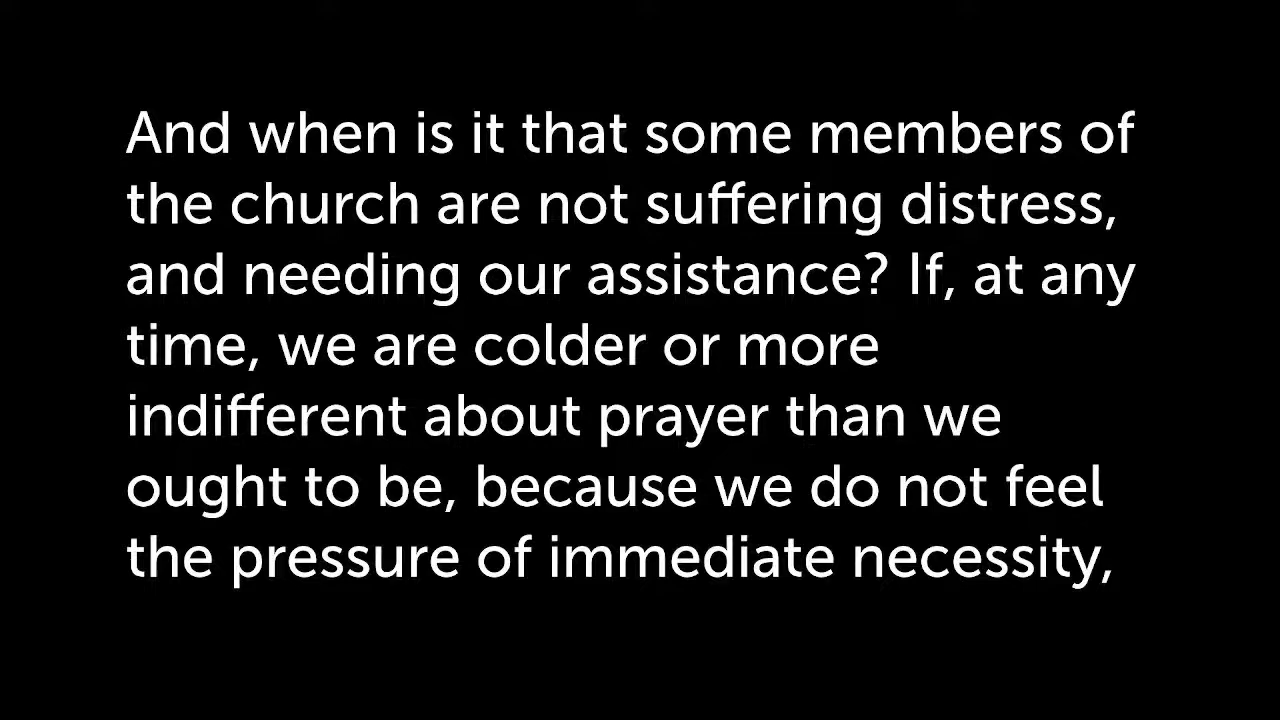 And when is it that some members of
the church are not suffering distress,
and needing our assistance? If, at any
time, we are colder or more
indifferent about prayer than we
ought to be, because we do not feel
the pressure of immediate necessity,